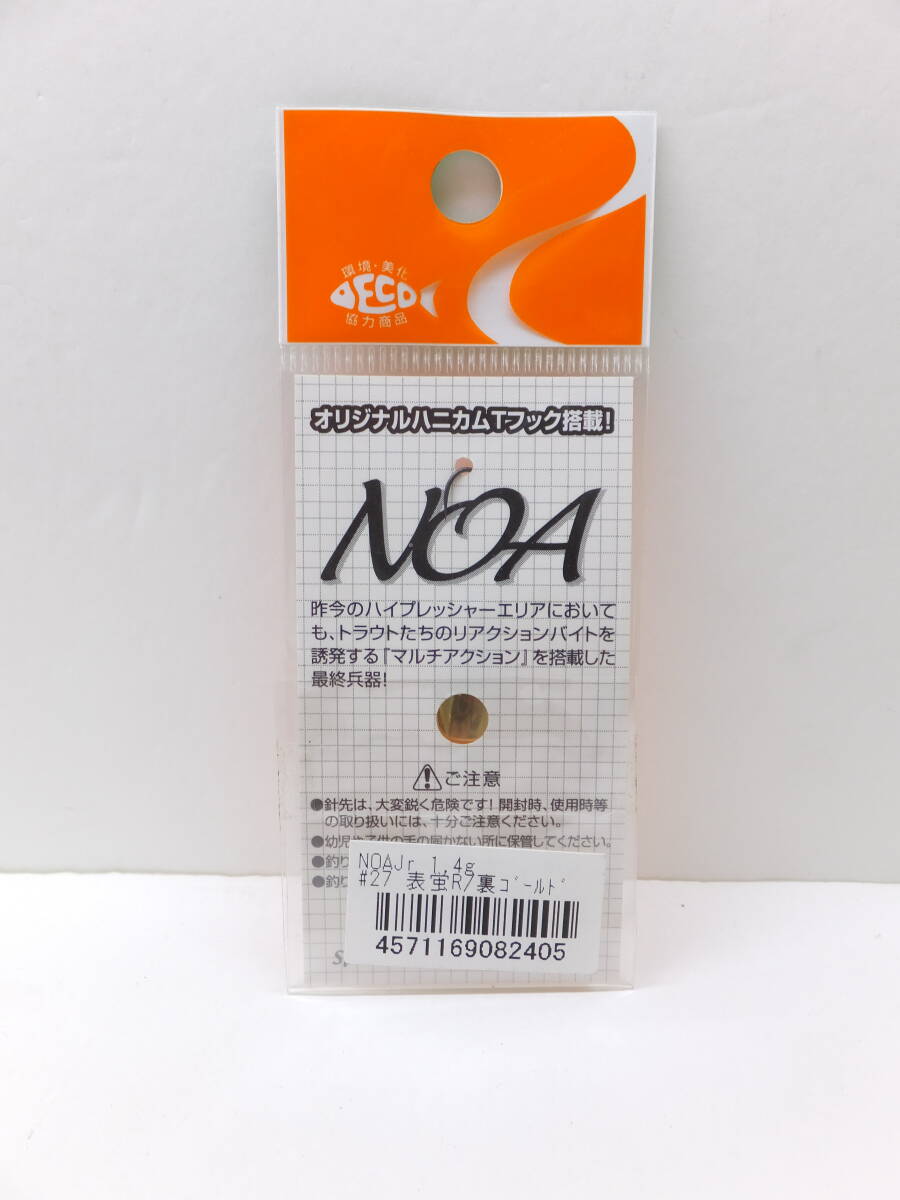 環境・美化
ECO
協力商品
オリジナルハニカムTフック搭載!
NOA
昨今のハイプレッシャーエリアにおいて
も、トラウトたちのリアクションバイトを
誘発する『マルチアクション』を搭載した
最終兵器!
ご注意
●針先は、大変鋭く危険です! 開封時、使用時等
の取り扱いには、十分ご注意ください。
●幼児や子供の手の届かない所に保管してください。
●釣り
●釣り
NOAJr 1,4g
#27 表蛍R/裏ゴールド
4571169082405